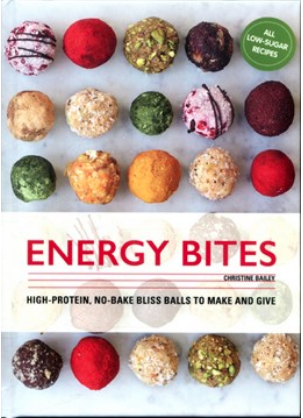 ALL
LOW-SUGAR
RECIPES
ENERGY BITES
CHRISTINE BAILEY
HIGH-PROTEIN, NO-BAKE BLISS BALLS TO MAKE AND GIVE